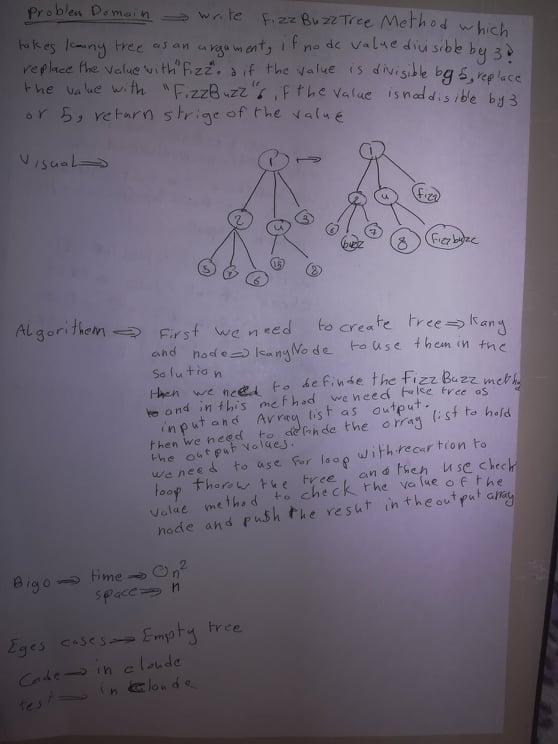 Problem Domain ⇒ write FizzBuzzTree Method which
takes kany tree as an argument, if node value divisible by 3?
replace the value with "Fizz". & if the value is divisible by 5, replace
the value with "FizzBuzz", if the value isnoddisible by 3
or 5, return strige of the value
Visual ⇒
1 ↔ 1
2 4 3
2 4 Fizz
5 7 6 15 8
6 buzz 7 8 Fizzbuzz
Algorithem ⇒ First we need to create tree ⇒ kany
and node ⇒ kanyNode to use them in the
solution
then we need to definde the FizzBuzz method
and in this method we need take tree as
input and Array list as output.
then we need to definde the array list to hold
the output values.
we need to use for loop with recartion to
loop thorow the tree and then use check
value method to check the value of the
node and push the result in the output array
Bigo ⇒ time ⇒ On²
space ⇒ n
Eges cases ⇒ Empty tree
Code → in cloude
test → in cloude